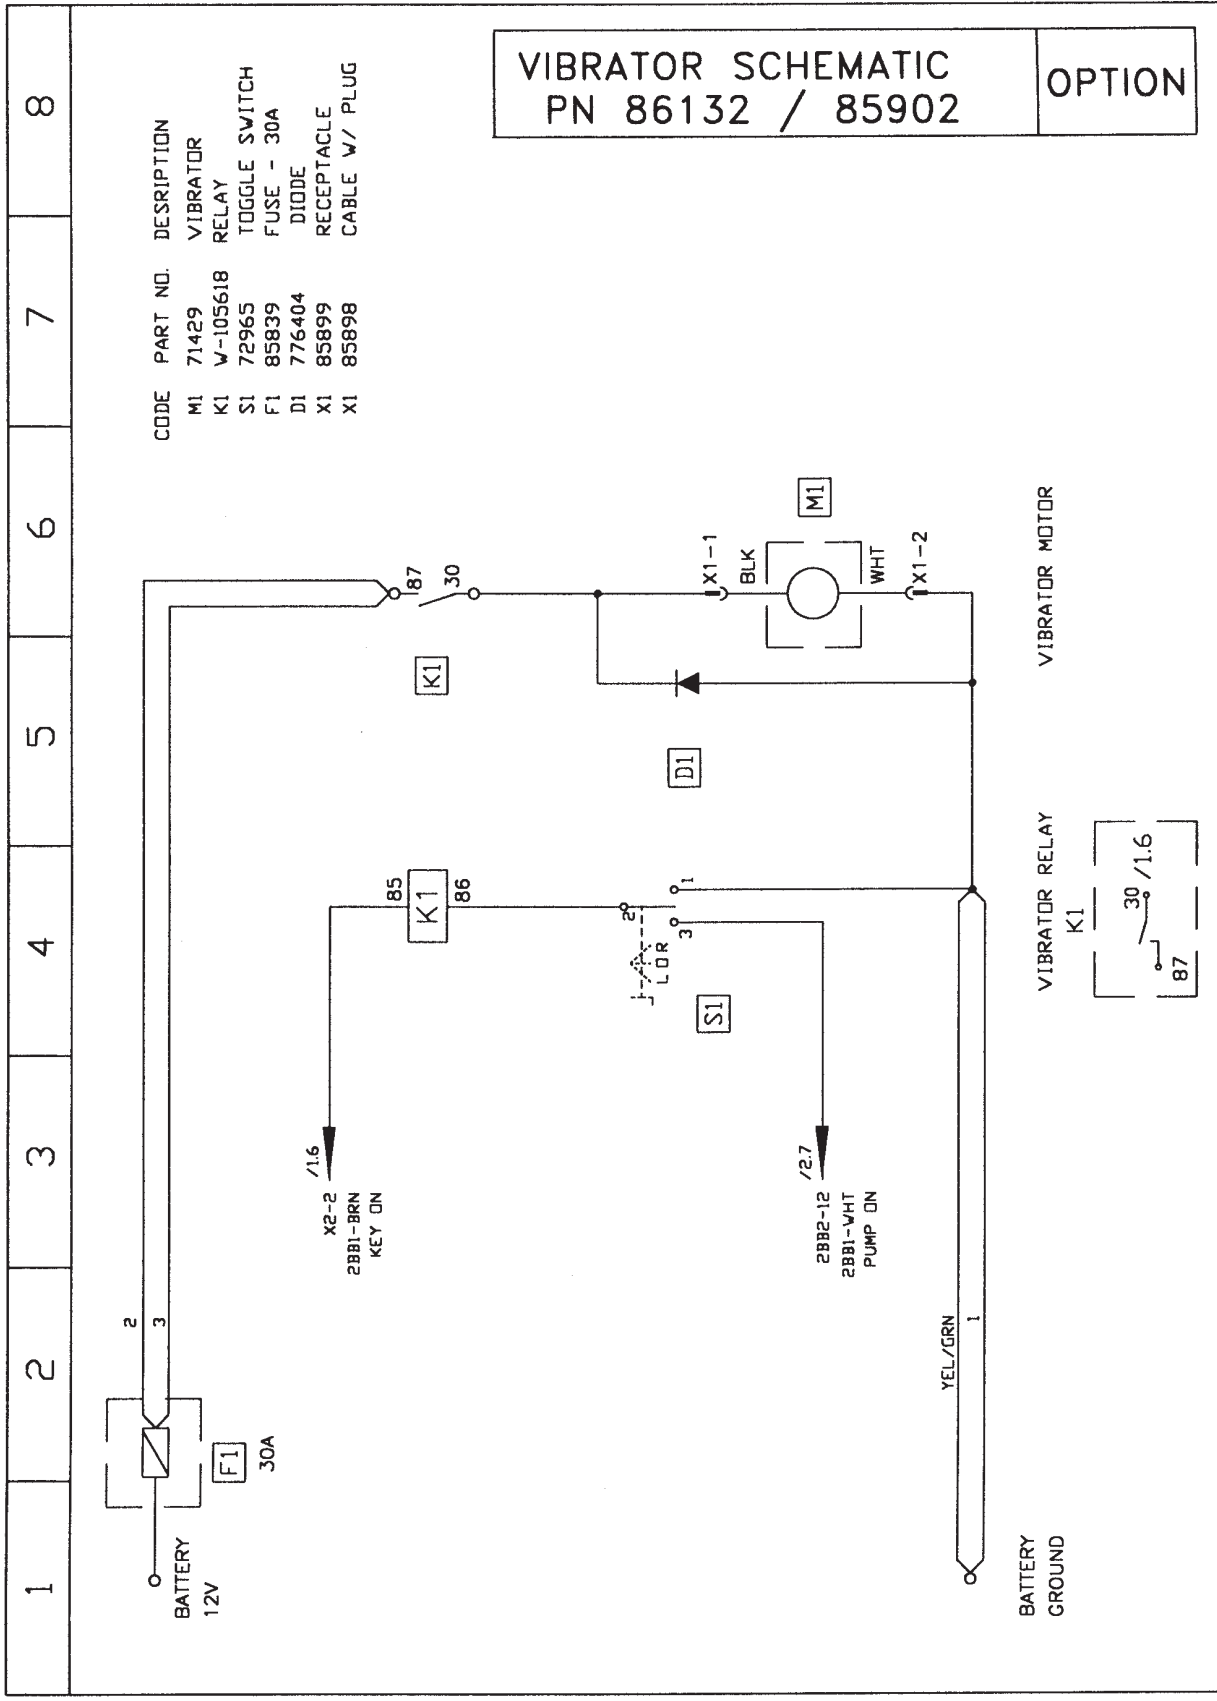 1 2 3 4 5 6 7 8
CODE PART NO. DESRIPTION
M1 71429 VIBRATOR
K1 W-105618 RELAY
S1 72965 TOGGLE SWITCH
F1 85839 FUSE - 30A
D1 776404 DIODE
X1 85899 RECEPTACLE
X1 85898 CABLE W/ PLUG
VIBRATOR SCHEMATIC
PN 86132 / 85902
OPTION
BATTERY
12V
F1
30A
2
3
X2-2
2BB1-BRN
KEY ON
/1.6
85
K1
86
87
30
K1
2
1
3
L O R
S1
D1
X1-1
BLK
M1
WHT
X1-2
2BB2-12
2BB1-WHT
PUMP ON
/2.7
YEL/GRN
1
BATTERY
GROUND
VIBRATOR RELAY
K1
30 /1.6
87
VIBRATOR MOTOR